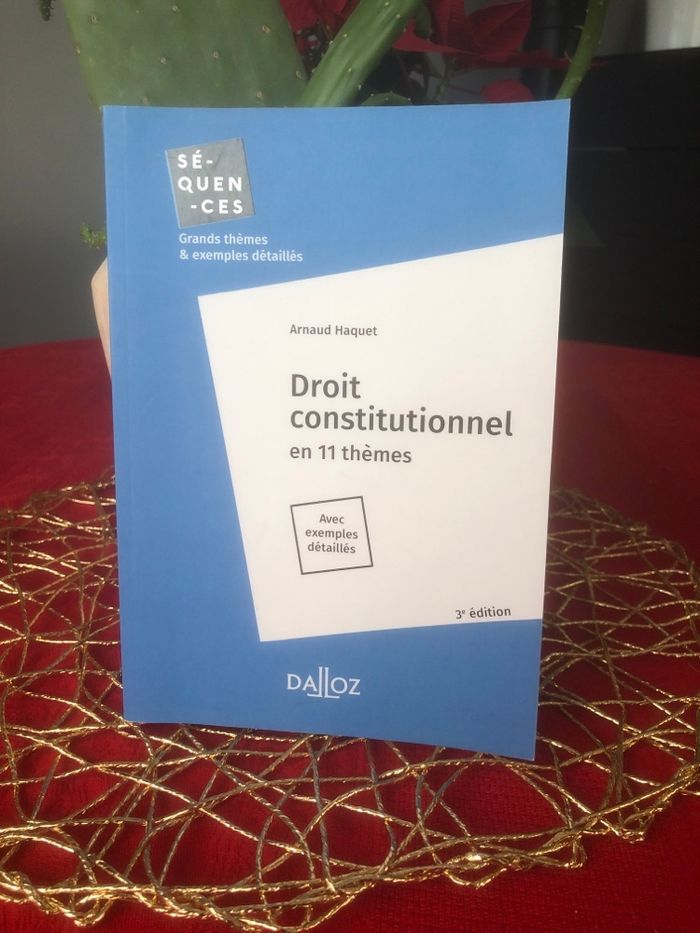 SÉ-
QUEN
-CES
Grands thèmes
& exemples détaillés
Arnaud Haquet
Droit
constitutionnel
en 11 thèmes
Avec
exemples
détaillés
3e édition
DALLOZ